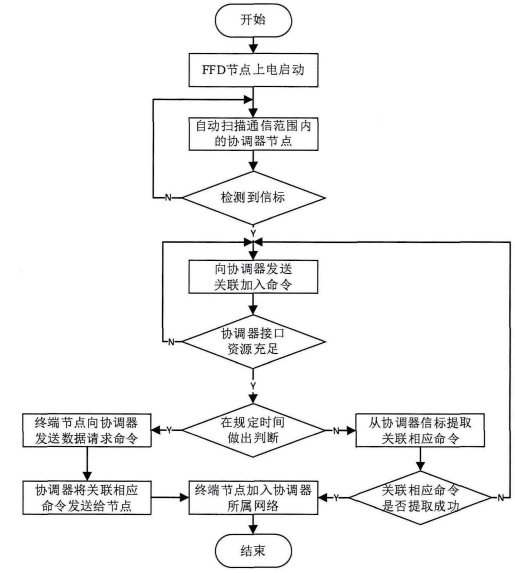 开始
FFD节点上电启动
自动扫描通信范围内
的协调器节点
检测到信标
N
Y
向协调器发送
关联加入命令
协调器接口
资源充足
N
Y
在规定时间
做出判断
Y
N
终端节点向协调器
发送数据请求命令
从协调器信标提取
关联相应命令
协调器将关联相应
命令发送给节点
终端节点加入协调器
所属网络
Y
关联相应命令
是否提取成功
N
结束